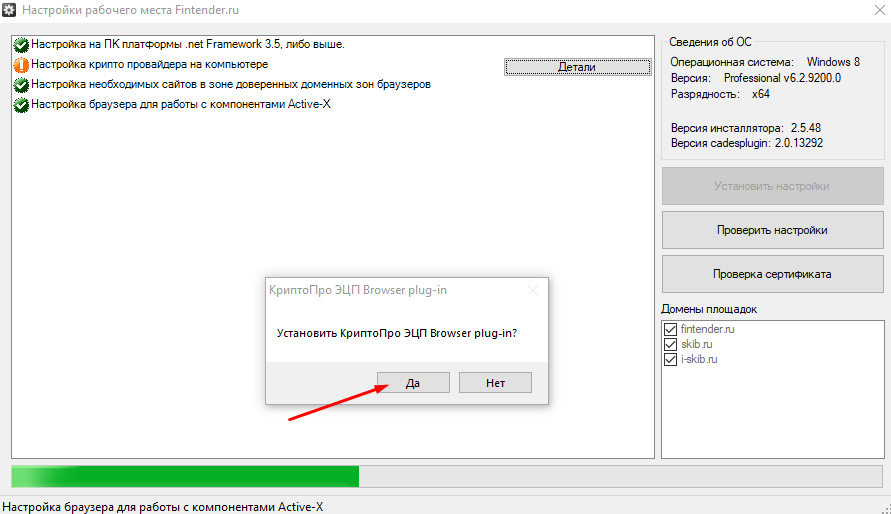 Настройки рабочего места Fintender.ru
Настройка на ПК платформы .net Framework 3.5, либо выше.
Настройка крипто провайдера на компьютере
Детали
Настройка необходимых сайтов в зоне доверенных доменных зон браузеров
Настройка браузера для работы с компонентами Active-X
Сведения об ОС
Операционная система: Windows 8
Версия: Professional v6.2.9200.0
Разрядность: x64
Версия инсталлятора: 2.5.48
Версия cadesplugin: 2.0.13292
Установить настройки
Проверить настройки
Проверка сертификата
Домены площадок
fintender.ru
skib.ru
i-skib.ru
КриптоПро ЭЦП Browser plug-in
Установить КриптоПро ЭЦП Browser plug-in?
Да
Нет
Настройка браузера для работы с компонентами Active-X